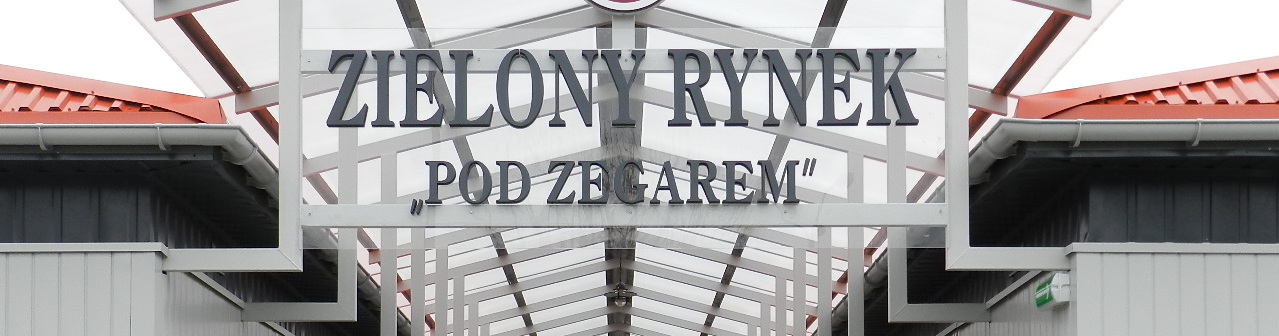 ZIELONY RYNEK
„POD ZEGAREM"